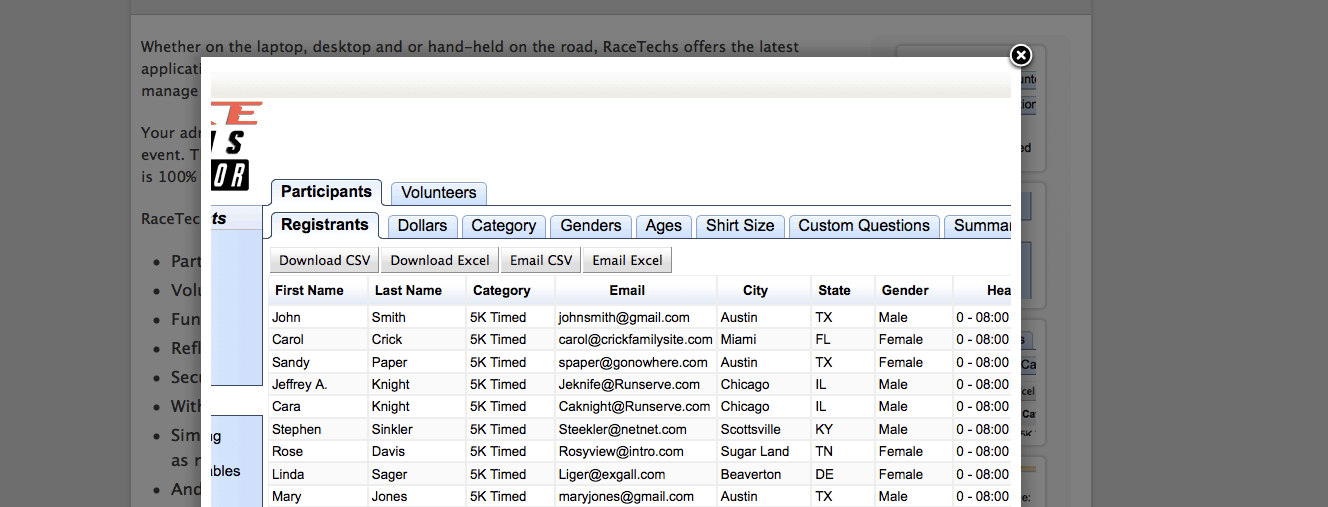 Whether on the laptop, desktop and or hand-held on the road, RaceTechs offers the latest
applicati
manage
Your adr
event. T
is 100%
RaceTec
• Part
• Volu
• Fun
• Refl
• Secu
• With
• Sim
as r
• And
E
S
OR
ts
Participants Volunteers
Registrants Dollars Category Genders Ages Shirt Size Custom Questions Summar
Download CSV Download Excel Email CSV Email Excel
First Name Last Name Category Email City State Gender Hea
John Smith 5K Timed johnsmith@gmail.com Austin TX Male 0 - 08:00
Carol Crick 5K Timed carol@crickfamilysite.com Miami FL Female 0 - 08:00
Sandy Paper 5K Timed spaper@gonowhere.com Austin TX Female 0 - 08:00
Jeffrey A. Knight 5K Timed Jeknife@Runserve.com Chicago IL Male 0 - 08:00
Cara Knight 5K Timed Caknight@Runserve.com Chicago IL Male 0 - 08:00
Stephen Sinkler 5K Timed Steekler@netnet.com Scottsville KY Male 0 - 08:00
Rose Davis 5K Timed Rosyview@intro.com Sugar Land TN Female 0 - 08:00
Linda Sager 5K Timed Liger@exgall.com Beaverton DE Female 0 - 08:00
Mary Jones 5K Timed maryjones@gmail.com Austin TX Male 0 - 08:00
ables